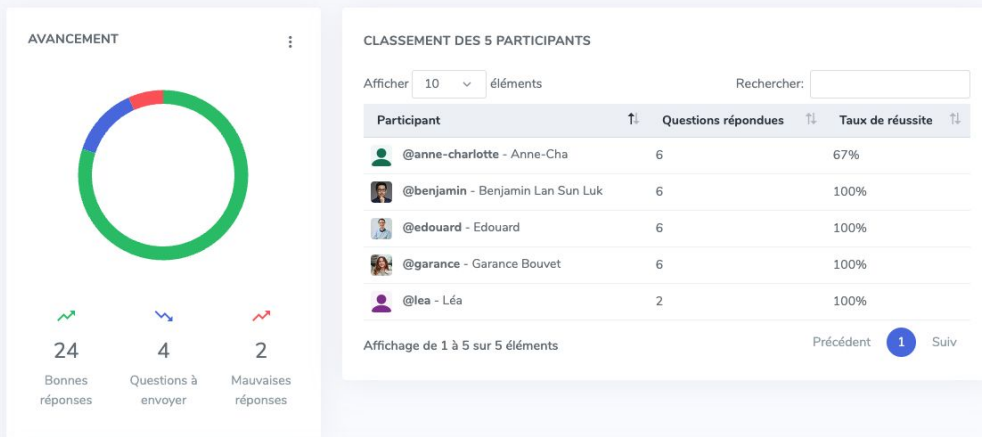 AVANCEMENT
24
4
2
Bonnes
réponses
Questions à
envoyer
Mauvaises
réponses
CLASSEMENT DES 5 PARTICIPANTS
Afficher 10 éléments
Rechercher:
Participant Questions répondues Taux de réussite
@anne-charlotte - Anne-Cha 6 67%
@benjamin - Benjamin Lan Sun Luk 6 100%
@edouard - Edouard 6 100%
@garance - Garance Bouvet 6 100%
@lea - Léa 2 100%
Affichage de 1 à 5 sur 5 éléments
Précédent 1 Suiv